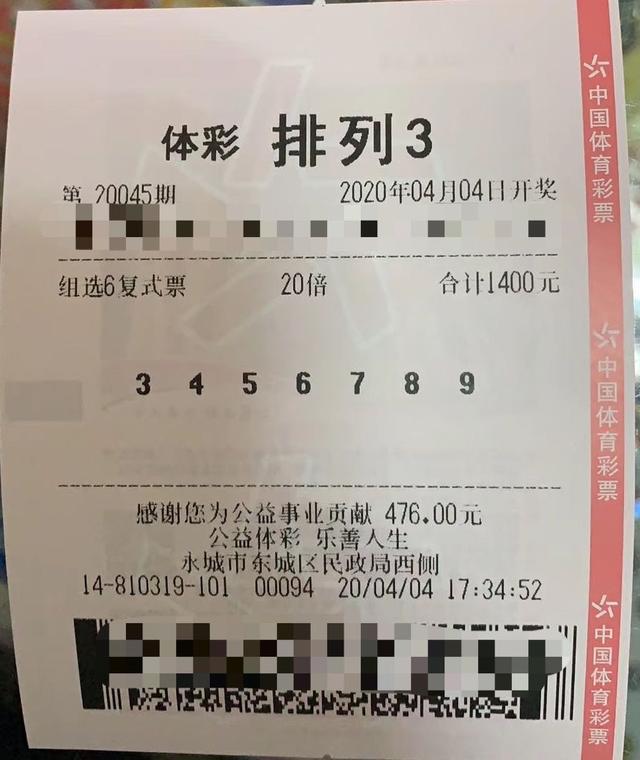 体彩 排列3
第 20045期 2020年04月04日开奖
组选6复式票 20倍 合计1400元
3 4 5 6 7 8 9
感谢您为公益事业贡献 476.00元
公益体彩 乐善人生
永城市东城区民政局西侧
14-810319-101 00094 20/04/04 17:34:52
中国体育彩票
中国体育彩票
中国体育彩票